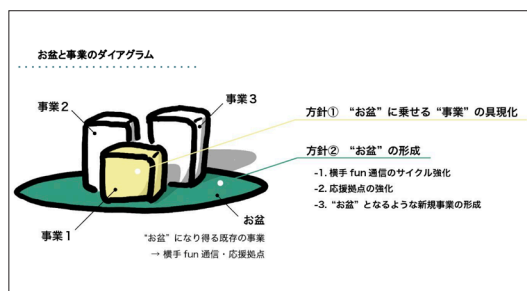 お盆と事業のダイアグラム
事業2
事業3
方針① “お盆”に乗せる“事業”の具現化
方針② “お盆”の形成
-1. 横手 fun 通信のサイクル強化
-2. 応援拠点の強化
-3. “お盆”となるような新規事業の形成
お盆
事業1
“お盆”になり得る既存の事業
→ 横手 fun 通信・応援拠点